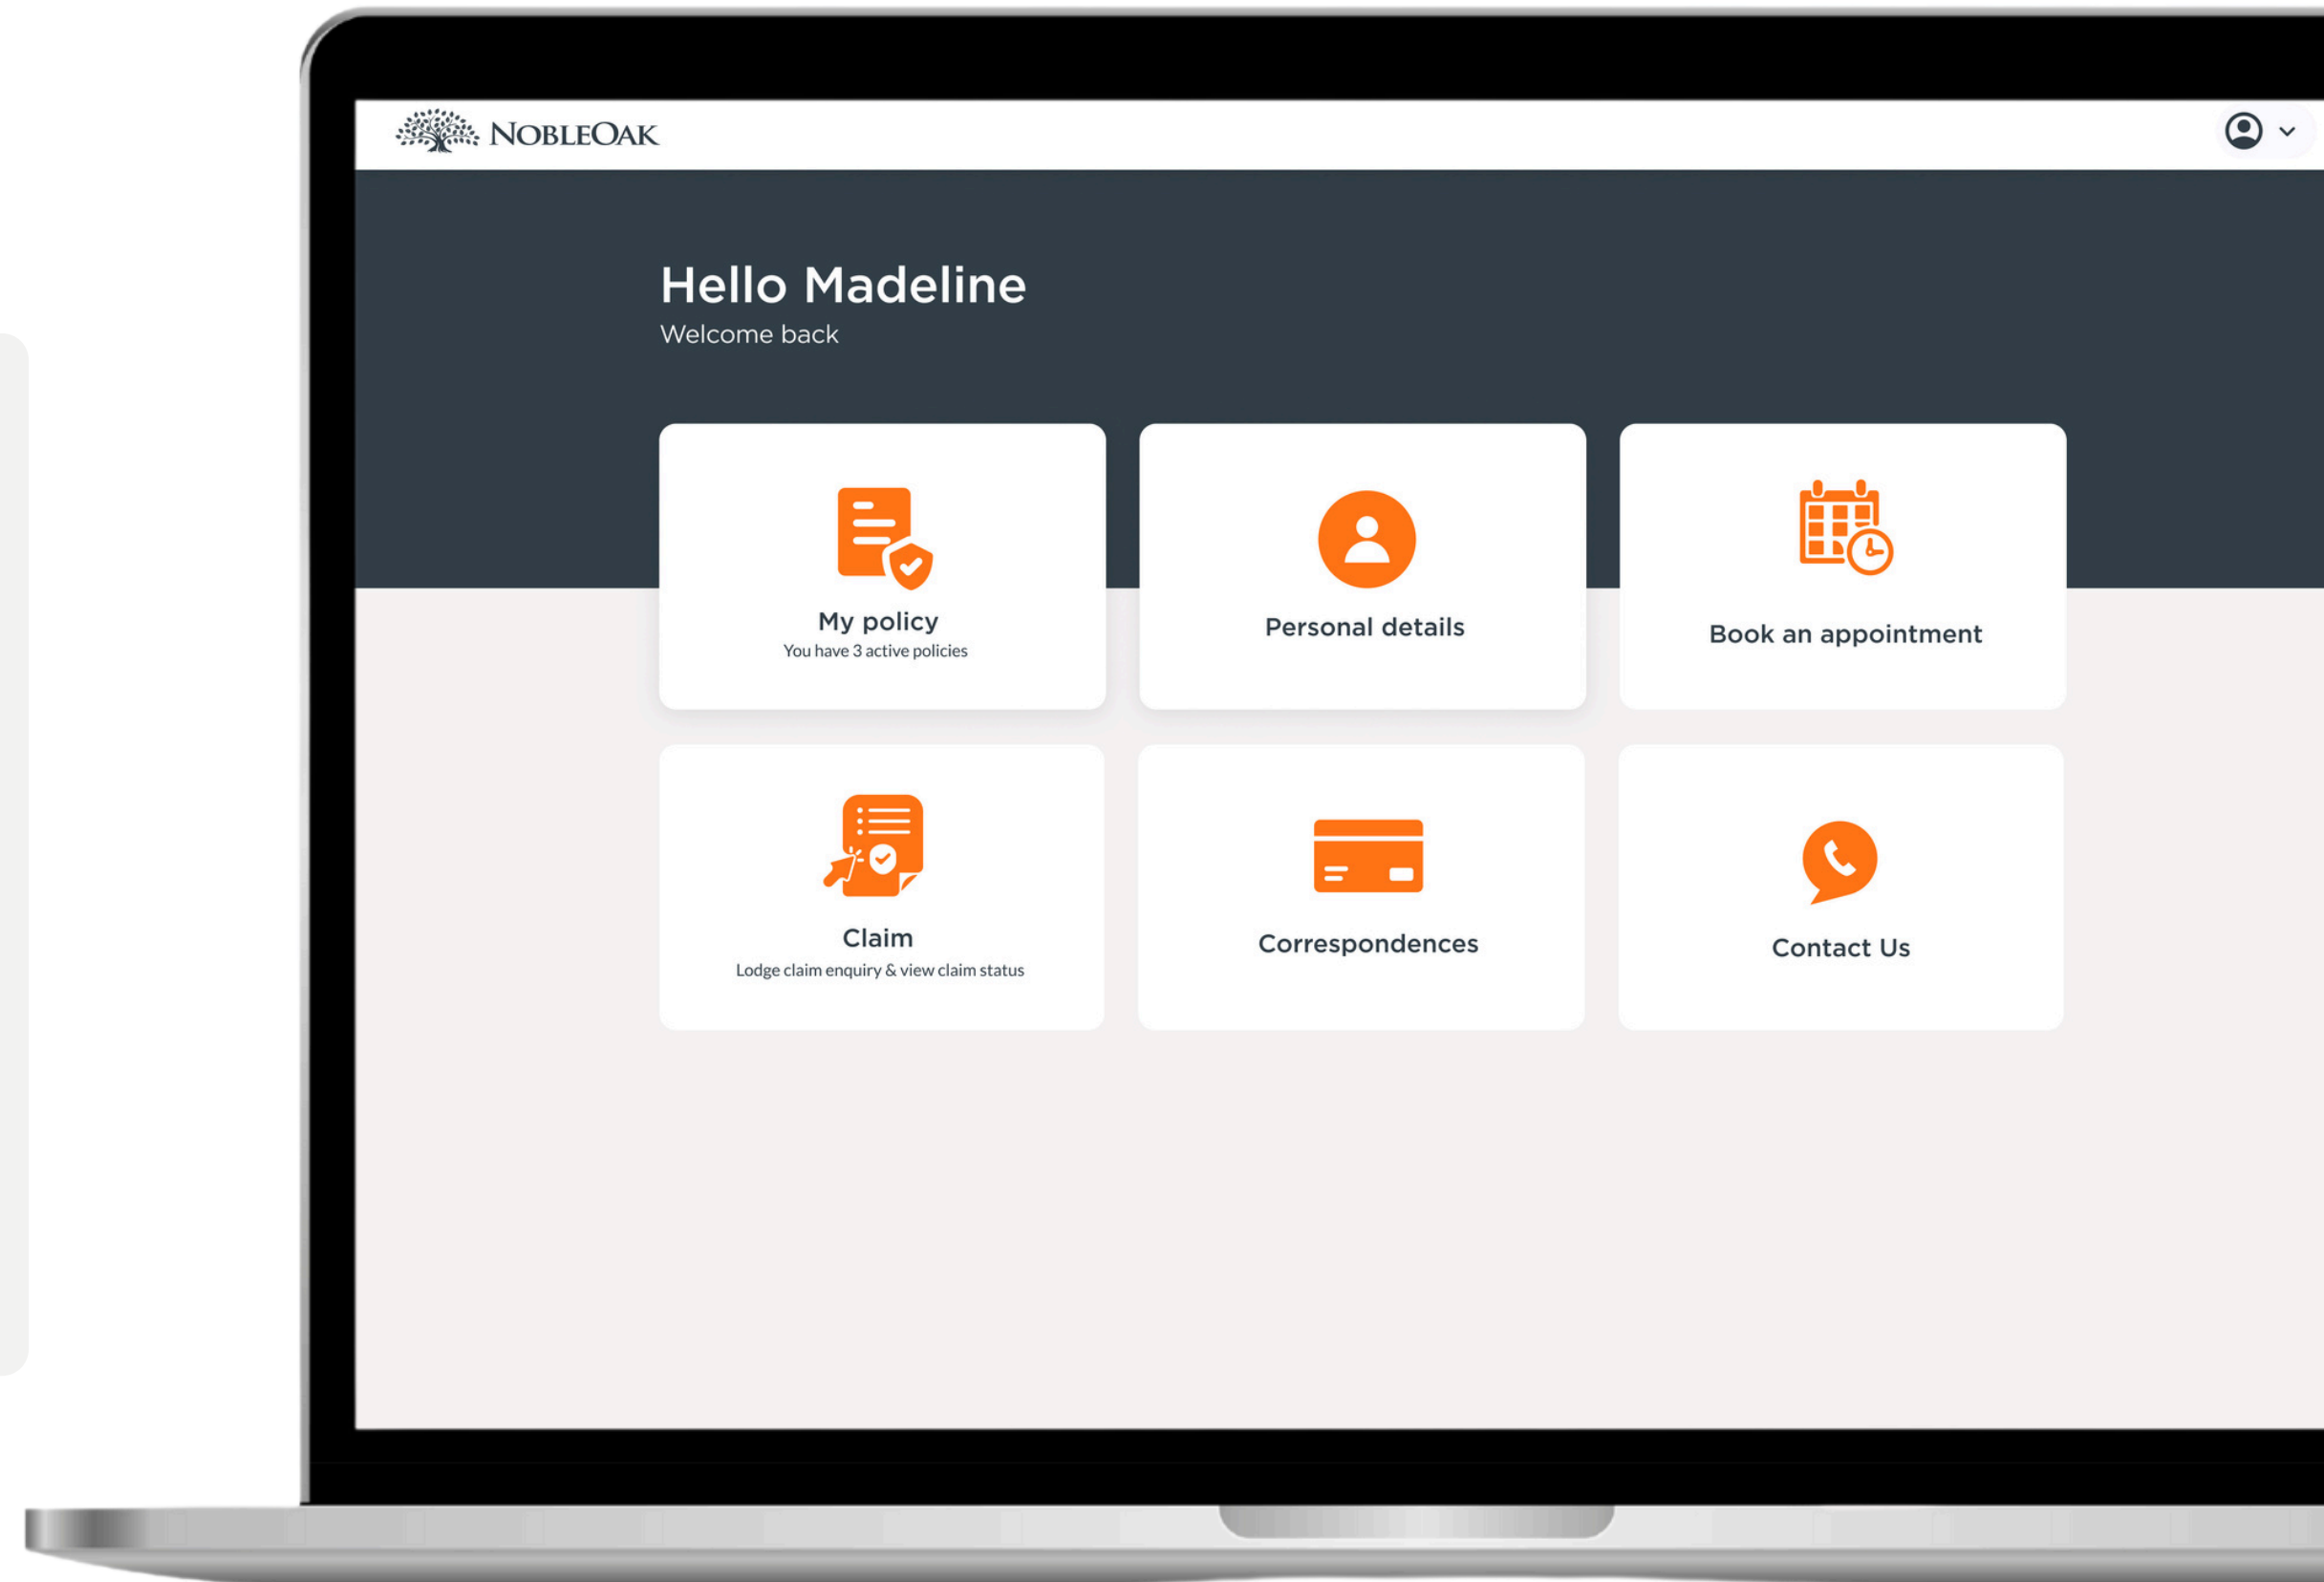 NOBLEOAK
Hello Madeline
Welcome back
My policy
You have 3 active policies
Personal details
Book an appointment
Claim
Lodge claim enquiry & view claim status
Correspondences
Contact Us